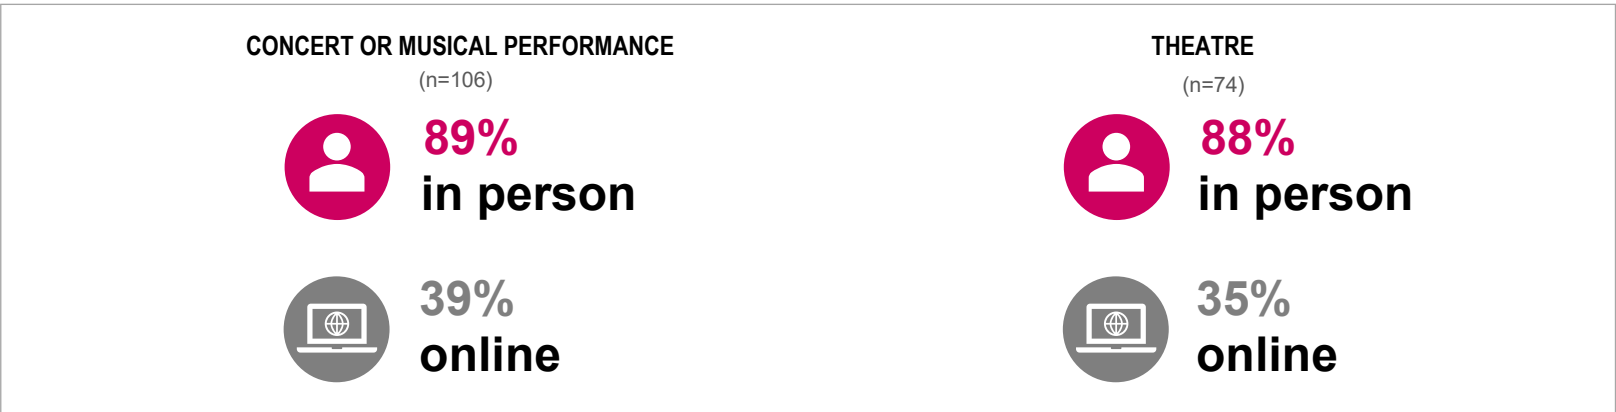 CONCERT OR MUSICAL PERFORMANCE
(n=106)
89%
in person
39%
online
THEATRE
(n=74)
88%
in person
35%
online